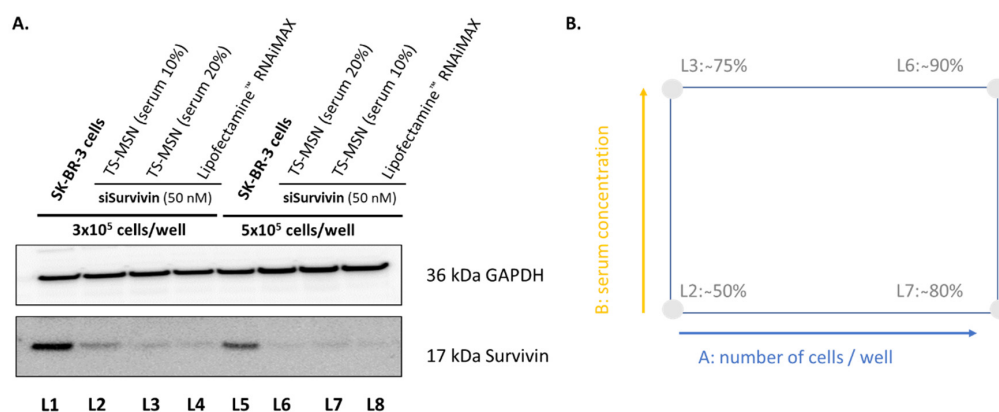 A.
SK-BR-3 cells
TS-MSN (serum 10%)
TS-MSN (serum 20%)
Lipofectamine™ RNAiMAX
SK-BR-3 cells
TS-MSN (serum 20%)
TS-MSN (serum 10%)
Lipofectamine™ RNAiMAX
siSurvivin (50 nM)
siSurvivin (50 nM)
3x10⁵ cells/well
5x10⁵ cells/well
36 kDa GAPDH
17 kDa Survivin
L1 L2 L3 L4 L5 L6 L7 L8
B.
L3:~75%
L6:~90%
B: serum concentration
L2:~50%
L7:~80%
A: number of cells / well